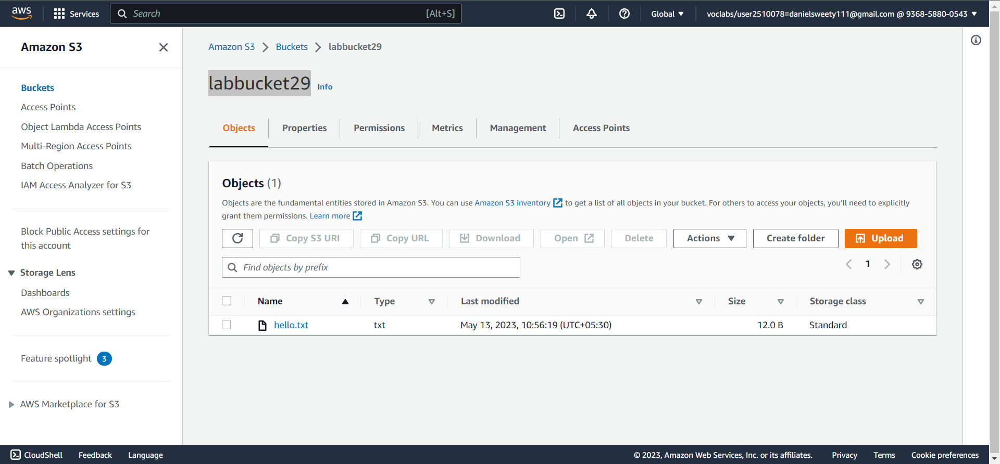 aws
Services
Search
[Alt+S]
Global
voclabs/user2510078=danielsweety111@gmail.com @ 9368-5880-0543
Amazon S3
Buckets
Access Points
Object Lambda Access Points
Multi-Region Access Points
Batch Operations
IAM Access Analyzer for S3
Block Public Access settings for
this account
Storage Lens
Dashboards
AWS Organizations settings
Feature spotlight 3
AWS Marketplace for S3
Amazon S3 > Buckets > labbucket29
labbucket29 Info
Objects Properties Permissions Metrics Management Access Points
Objects (1)
Objects are the fundamental entities stored in Amazon S3. You can use Amazon S3 inventory to get a list of all objects in your bucket. For others to access your objects, you’ll need to explicitly
grant them permissions. Learn more
Copy S3 URI Copy URL Download Open Delete Actions Create folder Upload
Find objects by prefix
1
Name Type Last modified Size Storage class
hello.txt txt May 13, 2023, 10:56:19 (UTC+05:30) 12.0 B Standard
CloudShell Feedback Language
© 2023, Amazon Web Services, Inc. or its affiliates. Privacy Terms Cookie preferences